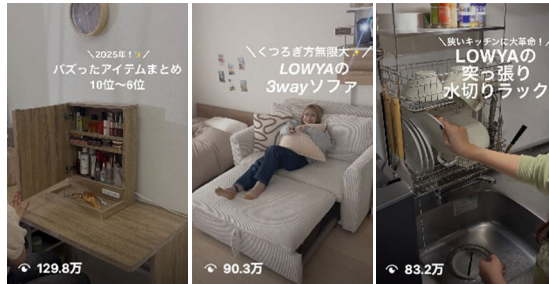 ＼2025年！✨／
バズったアイテムまとめ
10位～6位
129.8万
＼くつろぎ方無限大✨／
LOWYAの
3wayソファ
90.3万
＼狭いキッチンに大革命！／
LOWYAの
突っ張り
水切りラック
83.2万